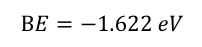 BE = −1.622 eV